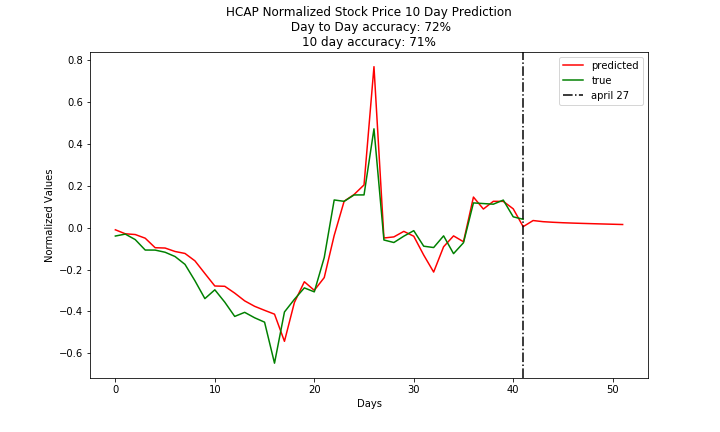 HCAP Normalized Stock Price 10 Day Prediction
Day to Day accuracy: 72%
10 day accuracy: 71%
predicted
true
april 27
0.8
0.6
0.4
0.2
0.0
−0.2
−0.4
−0.6
Normalized Values
0 10 20 30 40 50
Days